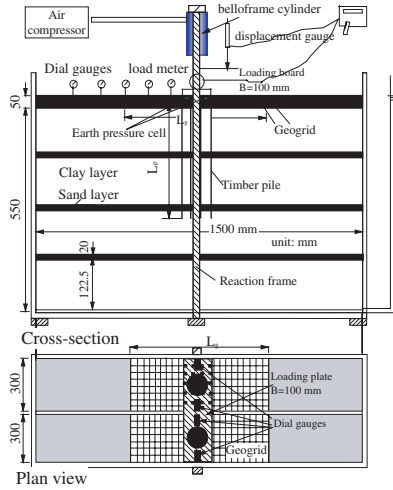 Air
compressor
belloframe cylinder
displacement gauge
Dial gauges
load meter
Loading board
B=100 mm
50
Earth pressure cell
Lg
Geogrid
Clay layer
Lp
Timber pile
Sand layer
550
1500 mm
unit: mm
20
122.5
Reaction frame
Cross-section
Lg
300
Loading plate
B=100 mm
Dial gauges
300
Geogrid
Plan view